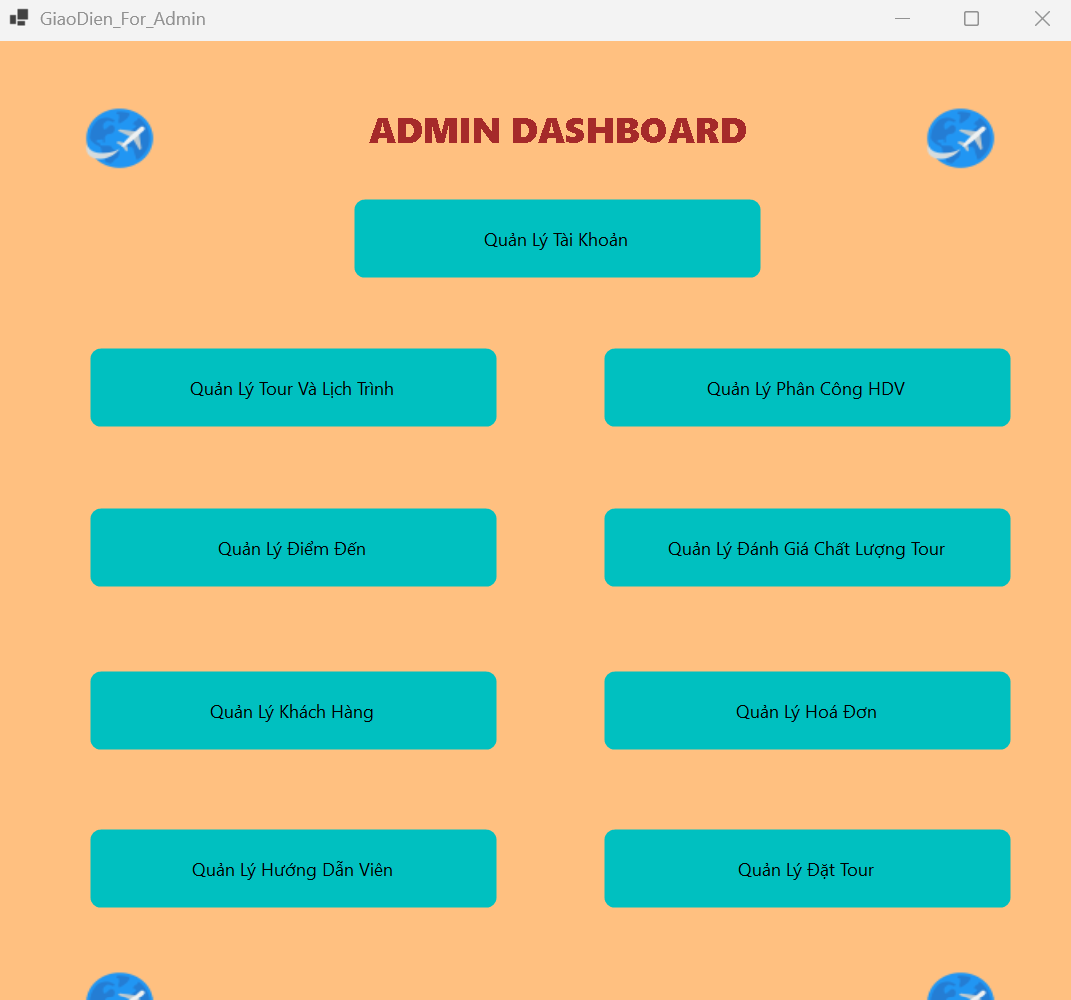 GiaoDien_For_Admin
ADMIN DASHBOARD
Quản Lý Tài Khoản
Quản Lý Tour Và Lịch Trình
Quản Lý Phân Công HDV
Quản Lý Điểm Đến
Quản Lý Đánh Giá Chất Lượng Tour
Quản Lý Khách Hàng
Quản Lý Hoá Đơn
Quản Lý Hướng Dẫn Viên
Quản Lý Đặt Tour